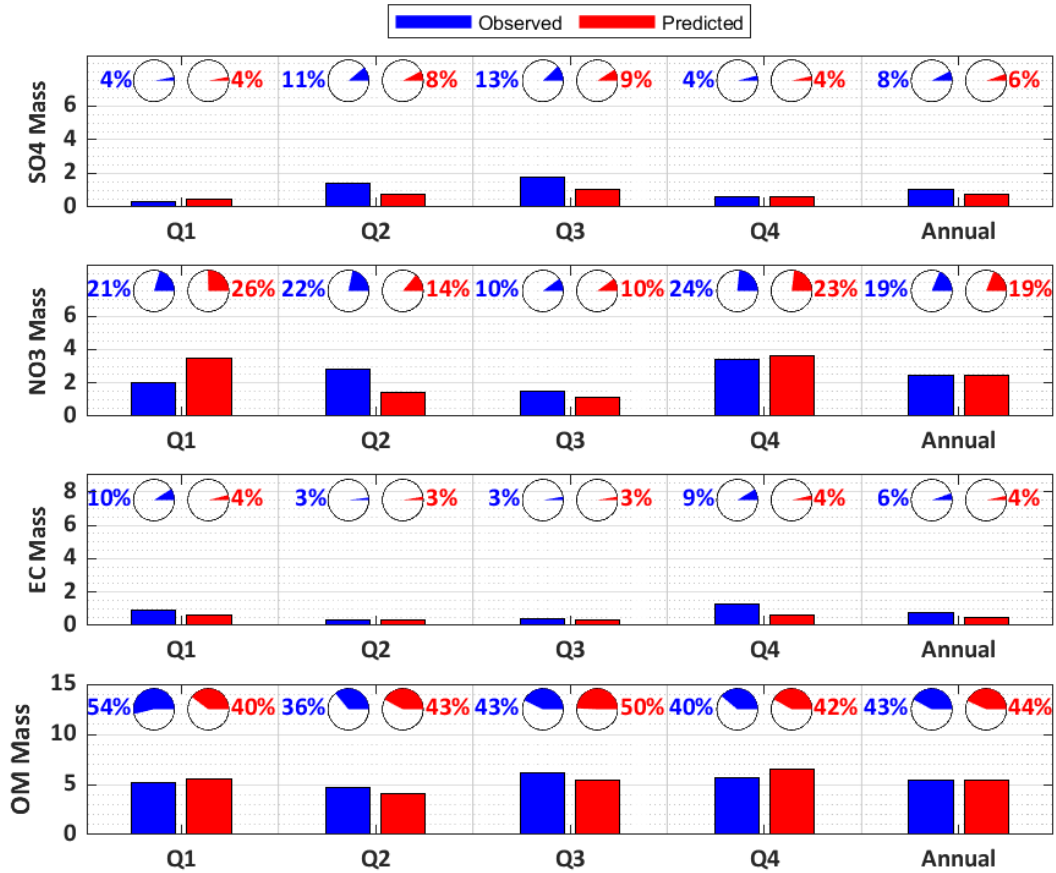 Observed Predicted
SO4 Mass
6
4
2
0
4% 4% 11% 8% 13% 9% 4% 4% 8% 6%
Q1 Q2 Q3 Q4 Annual
NO3 Mass
6
4
2
0
21% 26% 22% 14% 10% 10% 24% 23% 19% 19%
Q1 Q2 Q3 Q4 Annual
EC Mass
8
6
4
2
0
10% 4% 3% 3% 3% 3% 9% 4% 6% 4%
Q1 Q2 Q3 Q4 Annual
OM Mass
15
10
5
0
54% 40% 36% 43% 43% 50% 40% 42% 43% 44%
Q1 Q2 Q3 Q4 Annual